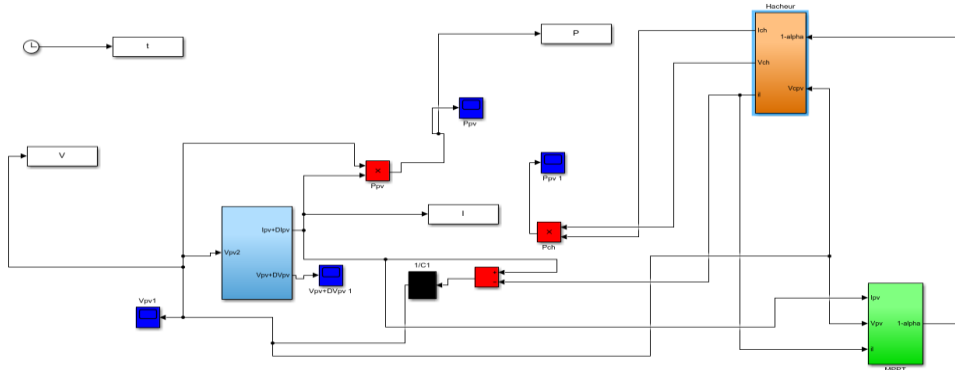 Hacheur
Ich
1-alpha
P
t
Vch
il
Vcpv
Ppv
V
Ppv 1
×
Ppv
I
Ipv+DIpv
×
Pch
Vpv2
1/C1
Vpv+DVpv
Vpv+DVpv 1
Vpv1
Ipv
Vpv
1-alpha
il
MPPT